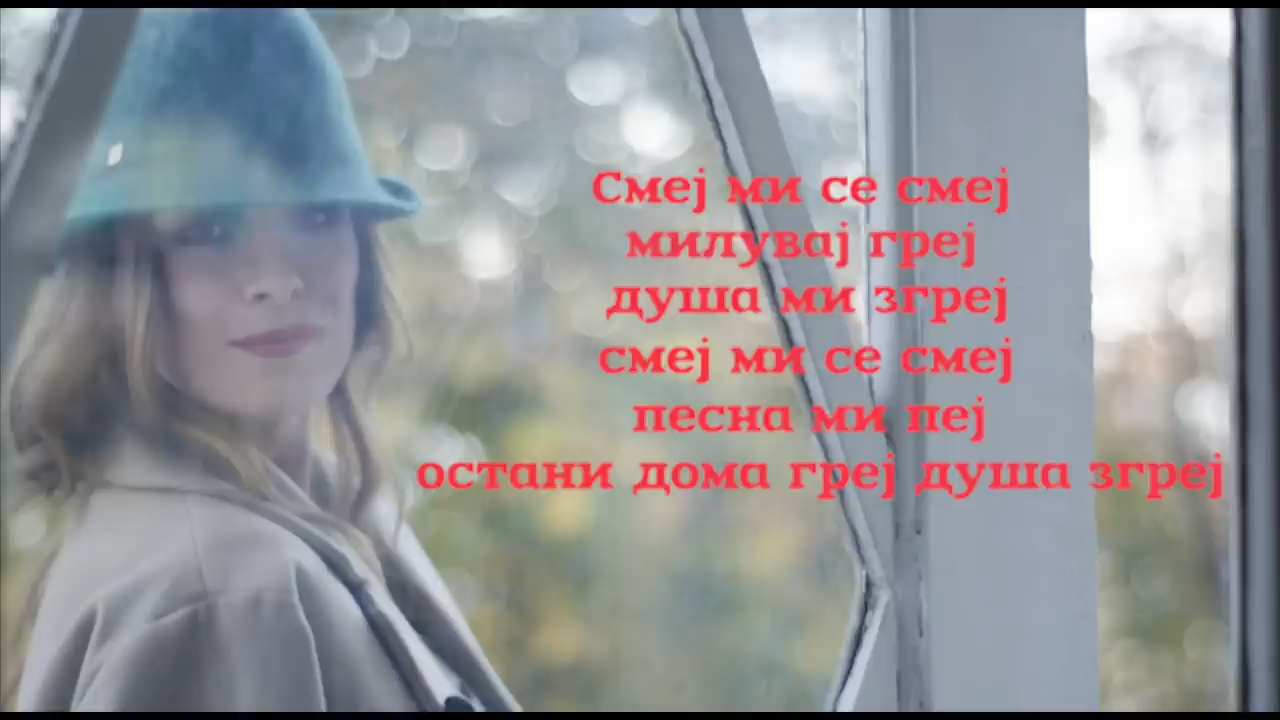 Смеј ми се смеј
милувај греј
душа ми згреј
смеј ми се смеј
песна ми пеј
остани дома греј душа згреј